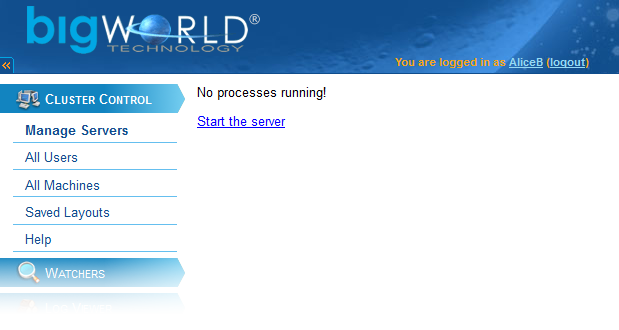 bigWORLD®
TECHNOLOGY
You are logged in as AliceB (logout)
«
CLUSTER CONTROL
No processes running!
Start the server
Manage Servers
All Users
All Machines
Saved Layouts
Help
WATCHERS